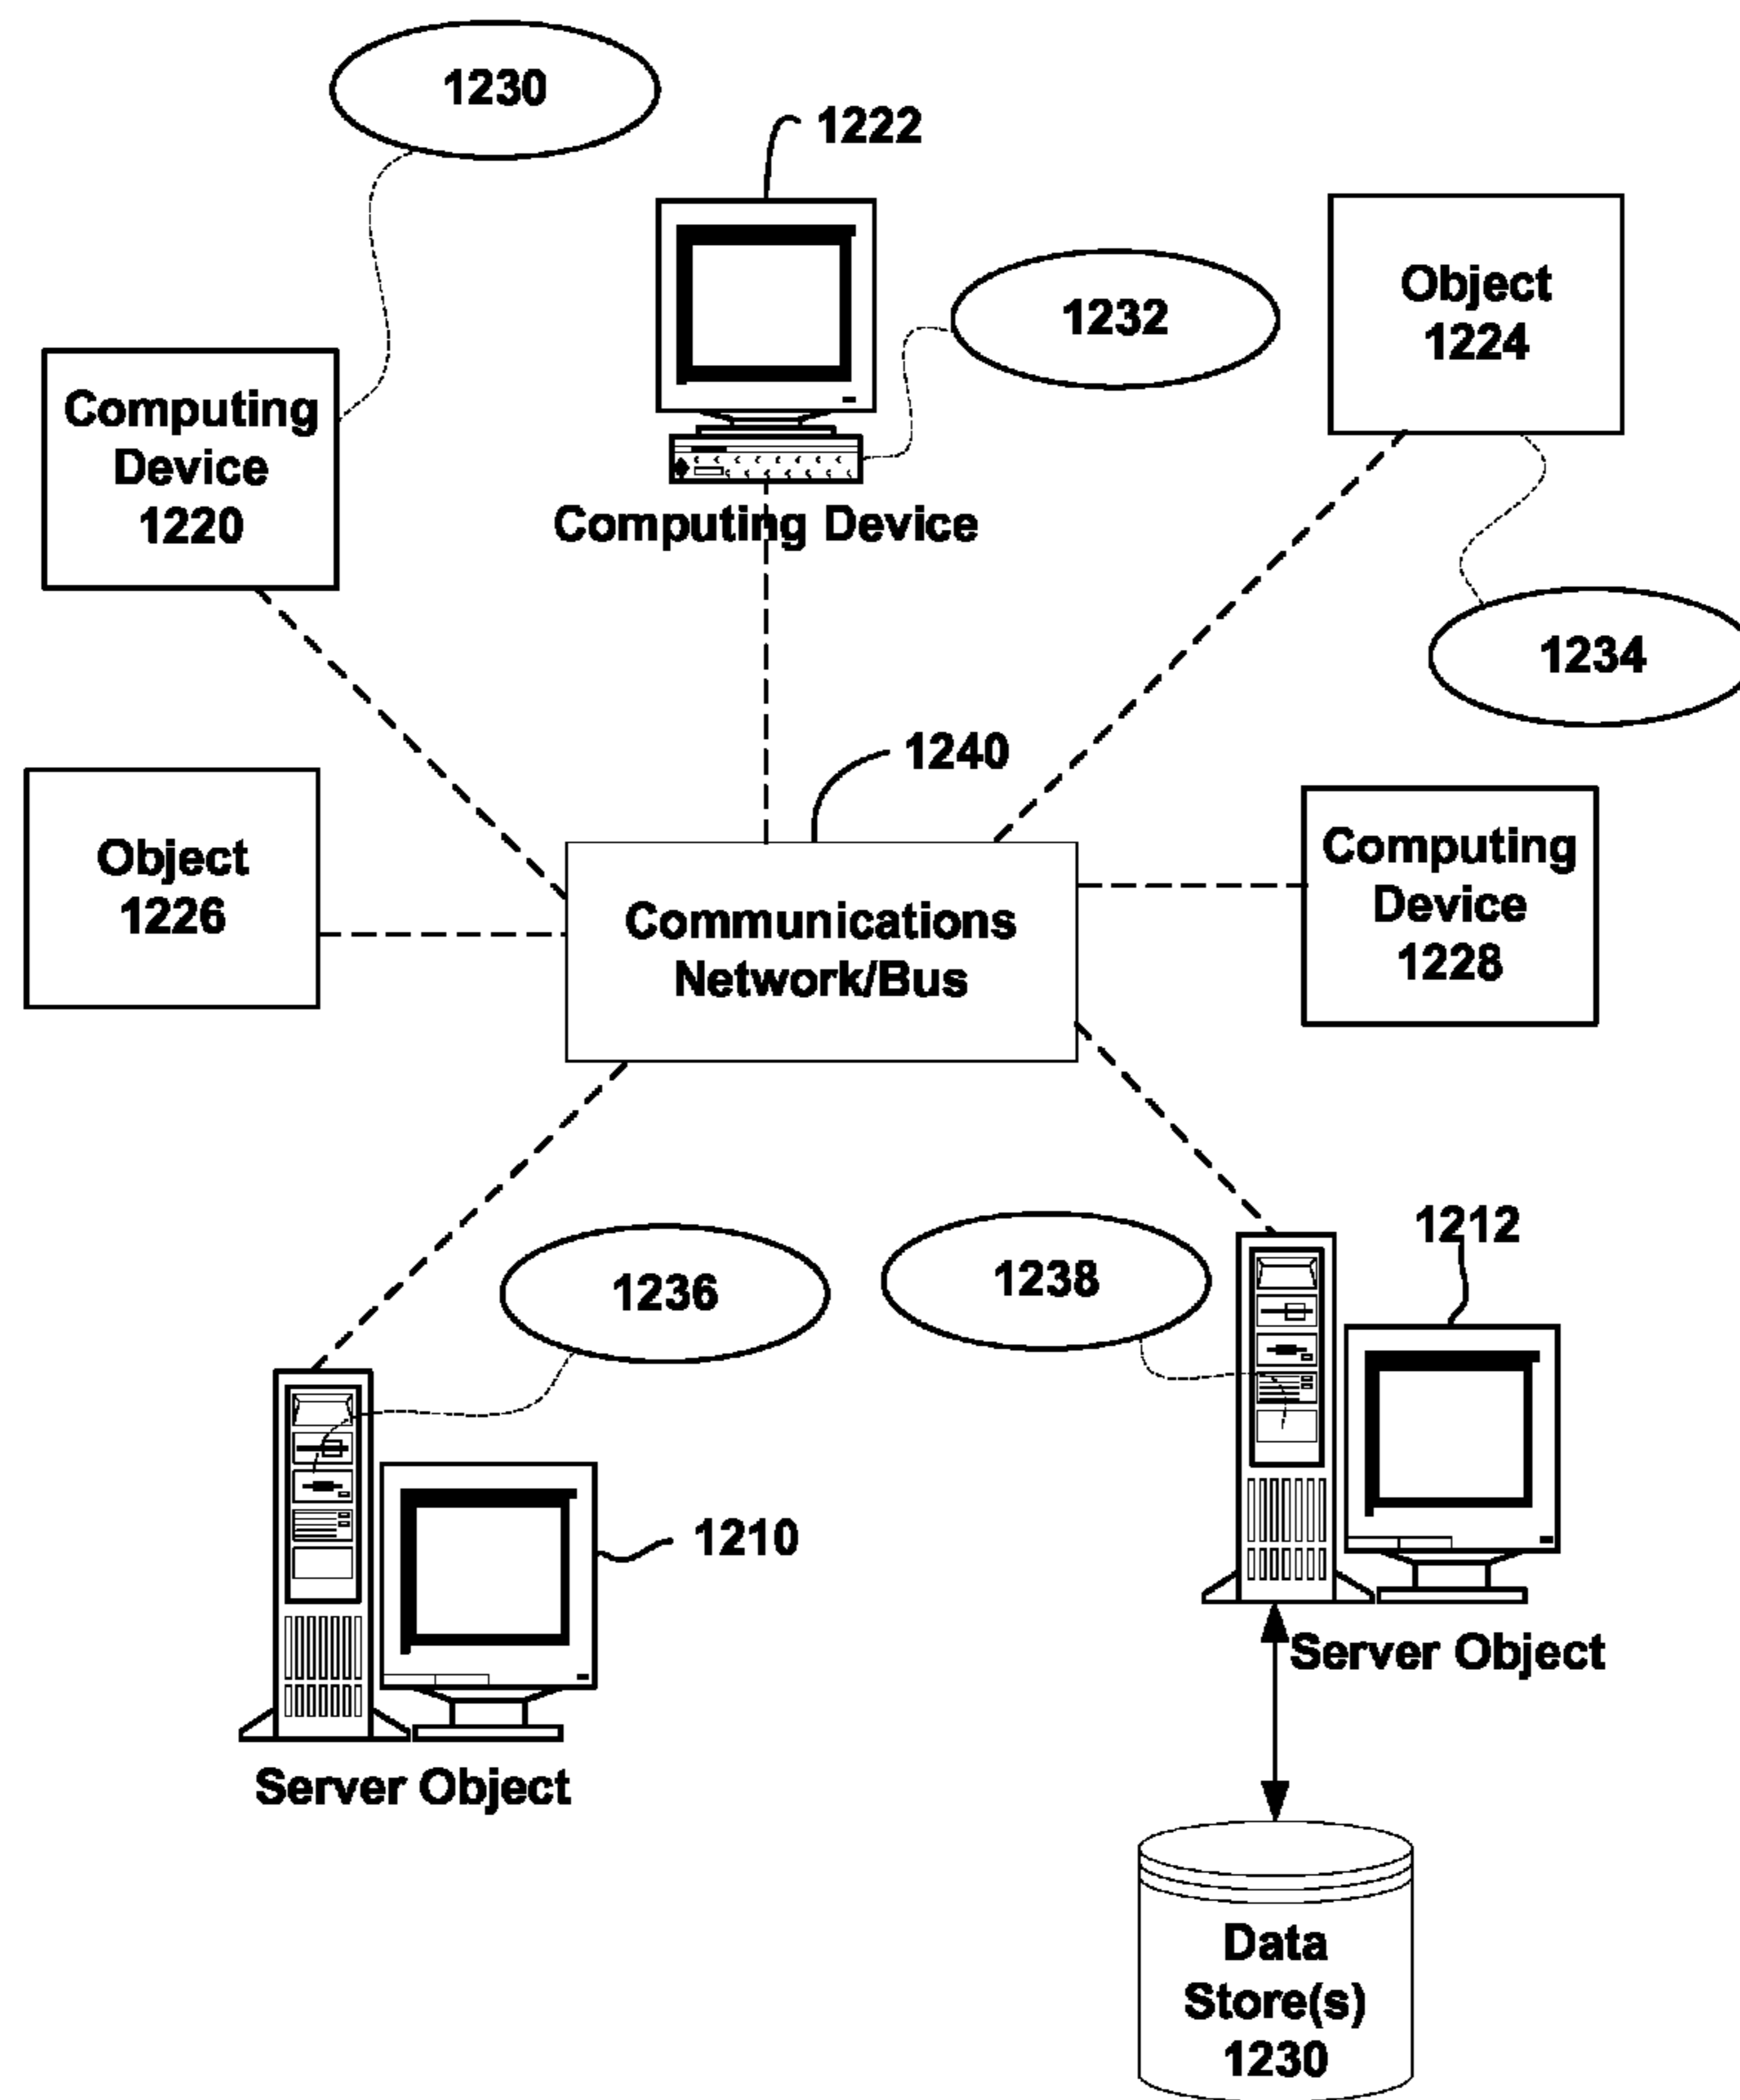 1230
1222
1232
Object
1224
Computing
Device
1220
Computing Device
1234
1240
Object
1226
Communications
Network/Bus
Computing
Device
1228
1236
1238
1212
1210
Server Object
Server Object
Data
Store(s)
1230